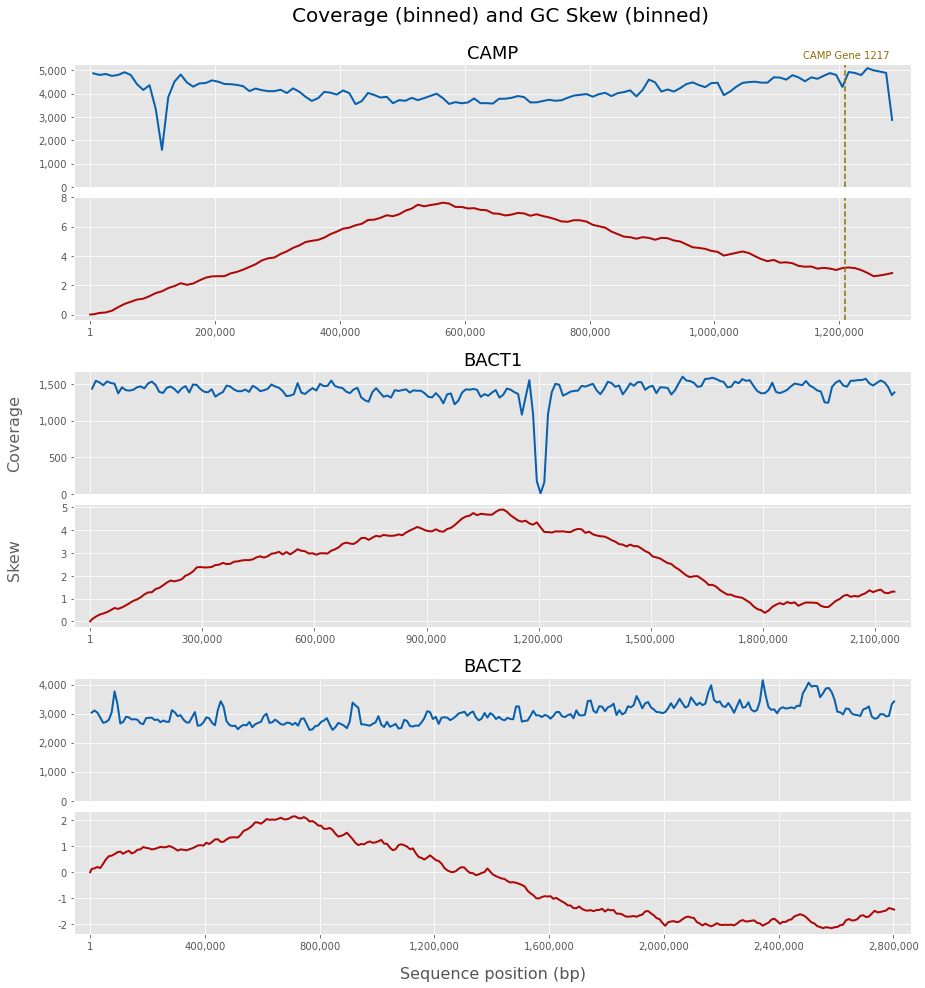 Coverage (binned) and GC Skew (binned)
CAMP
CAMP Gene 1217
5,000
4,000
3,000
2,000
1,000
0
8
6
4
2
0
1 200,000 400,000 600,000 800,000 1,000,000 1,200,000
BACT1
1,500
1,000
500
0
Coverage
5
4
3
2
1
0
Skew
1 300,000 600,000 900,000 1,200,000 1,500,000 1,800,000 2,100,000
BACT2
4,000
3,000
2,000
1,000
0
2
1
0
-1
-2
1 400,000 800,000 1,200,000 1,600,000 2,000,000 2,400,000 2,800,000
Sequence position (bp)